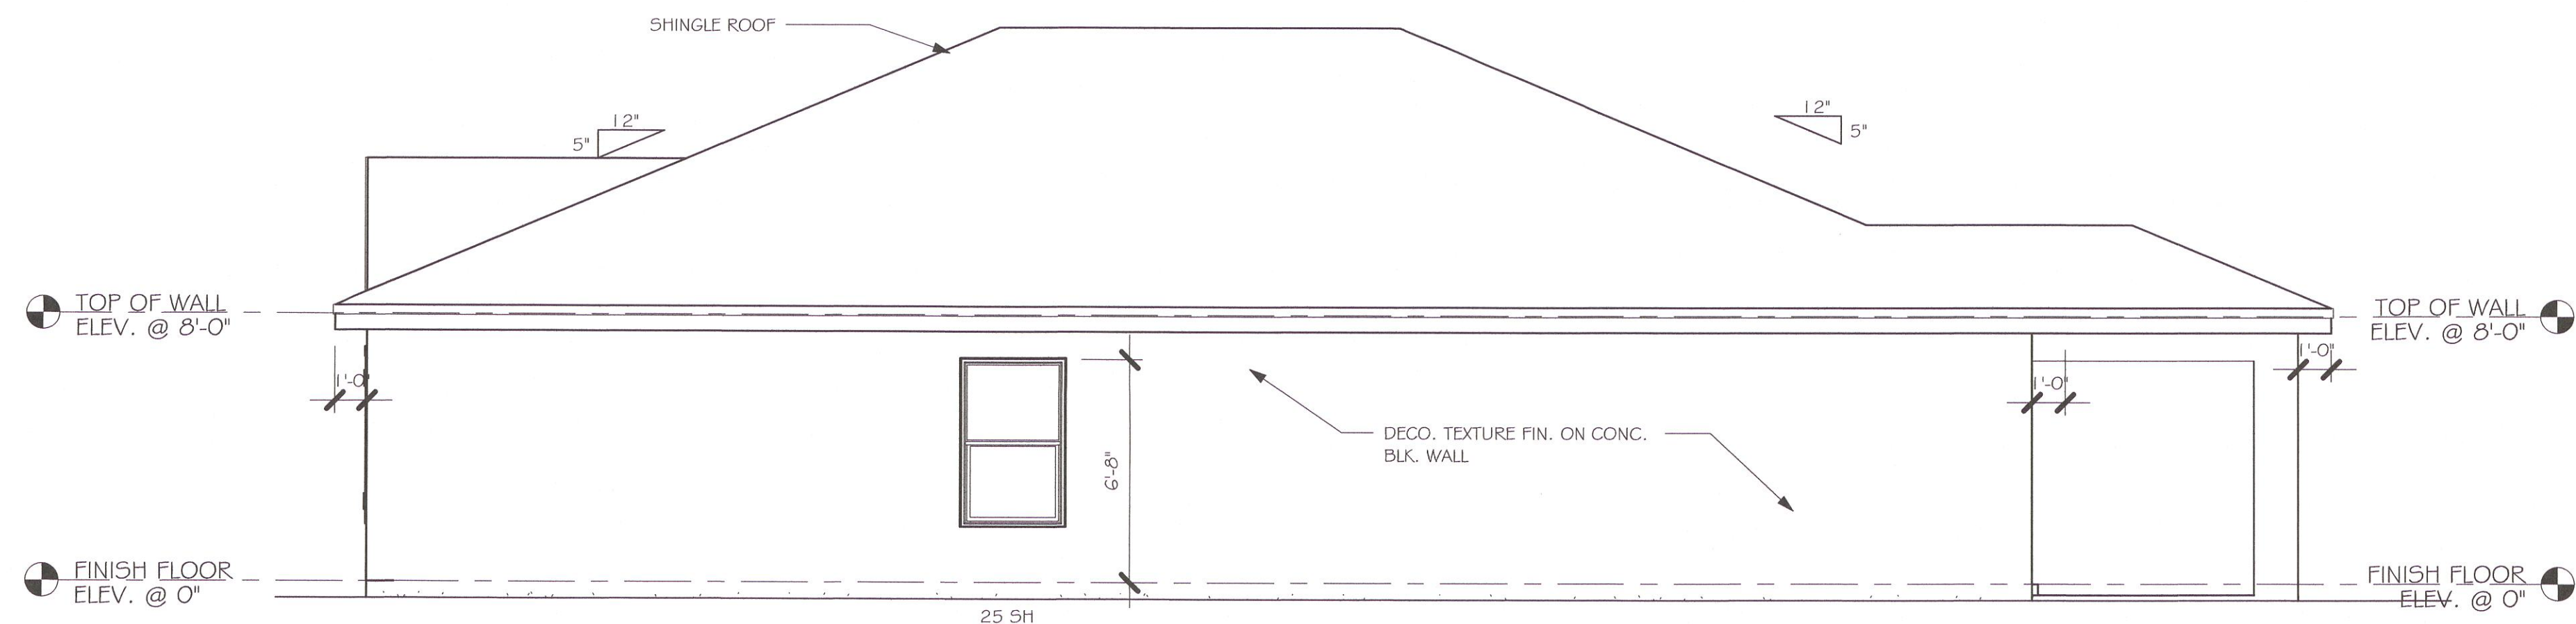 SHINGLE ROOF
12"
5"
12"
5"
TOP OF WALL
ELEV. @ 8'-0"
TOP OF WALL
ELEV. @ 8'-0"
1'-0"
1'-0"
1'-0"
DECO. TEXTURE FIN. ON CONC.
BLK. WALL
6'-8"
FINISH FLOOR
ELEV. @ 0"
FINISH FLOOR
ELEV. @ 0"
25 SH